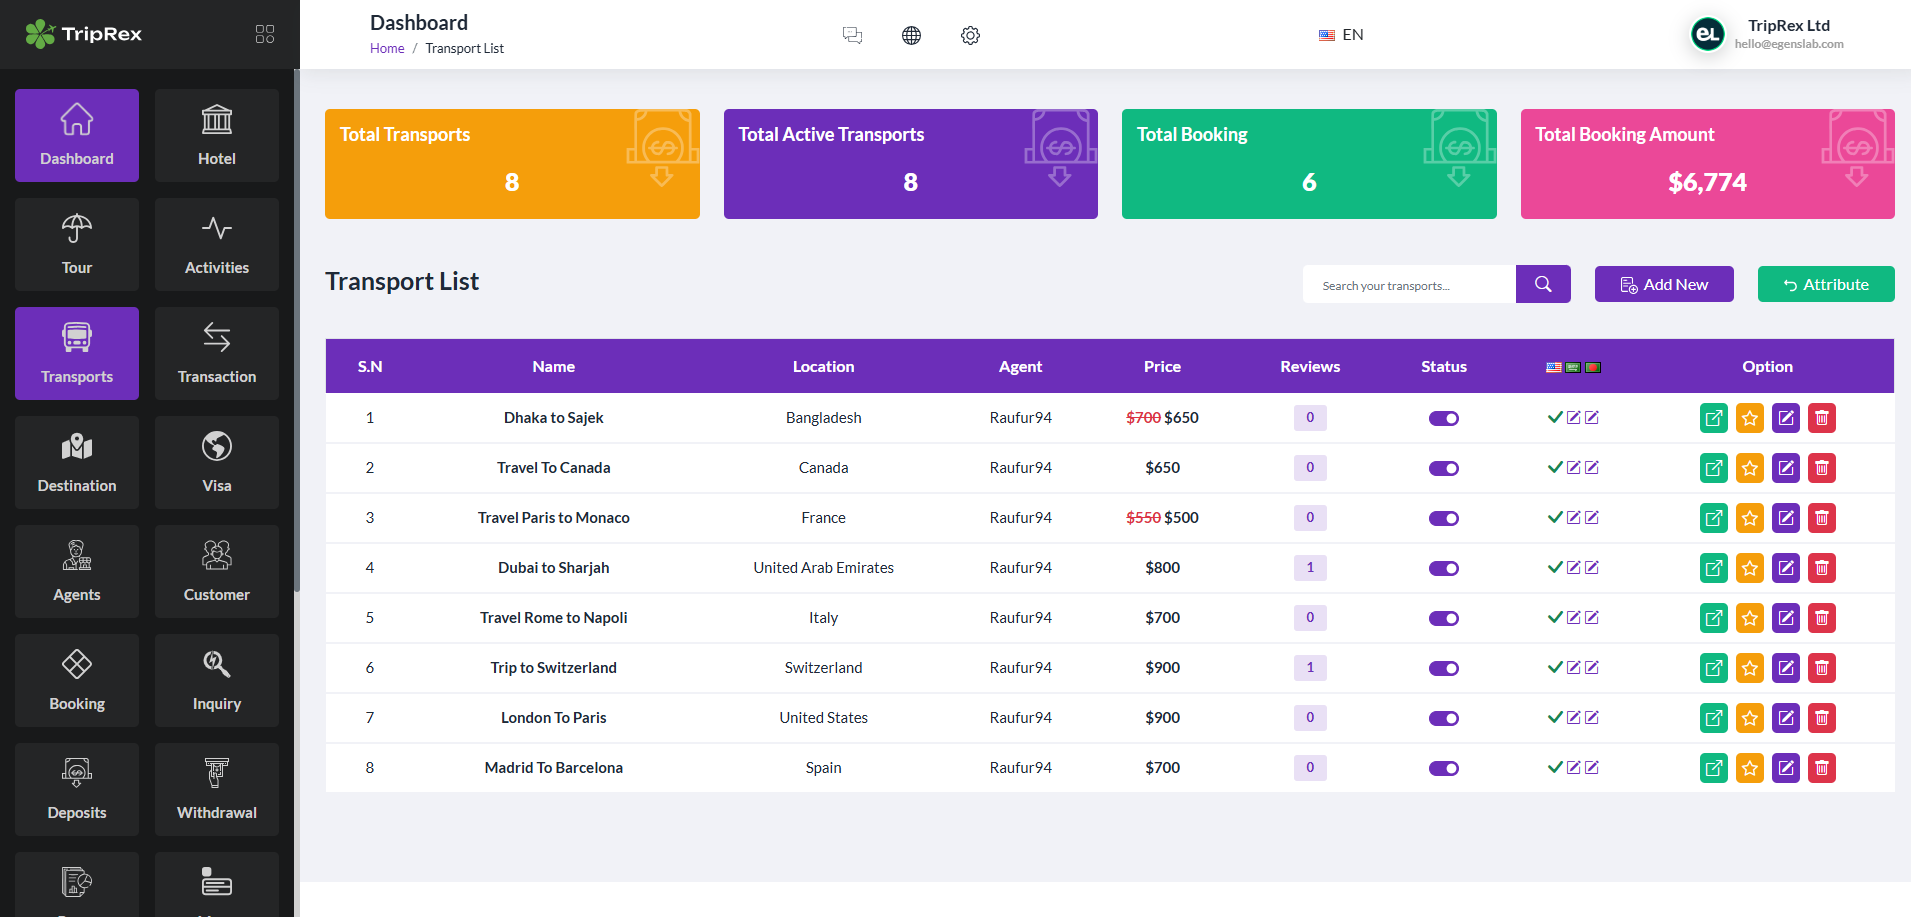 TripRex
Dashboard
Home / Transport List
EN
eL
TripRex Ltd
hello@egenslab.com
Dashboard
Hotel
Tour
Activities
Transports
Transaction
Destination
Visa
Agents
Customer
Booking
Inquiry
Deposits
Withdrawal
Total Transports
8
Total Active Transports
8
Total Booking
6
Total Booking Amount
$6,774
Transport List
Search your transports...
Add New
Attribute
S.N Name Location Agent Price Reviews Status Option
1 Dhaka to Sajek Bangladesh Raufur94 $700 $650 0
2 Travel To Canada Canada Raufur94 $650 0
3 Travel Paris to Monaco France Raufur94 $550 $500 0
4 Dubai to Sharjah United Arab Emirates Raufur94 $800 1
5 Travel Rome to Napoli Italy Raufur94 $700 0
6 Trip to Switzerland Switzerland Raufur94 $900 1
7 London To Paris United States Raufur94 $900 0
8 Madrid To Barcelona Spain Raufur94 $700 0